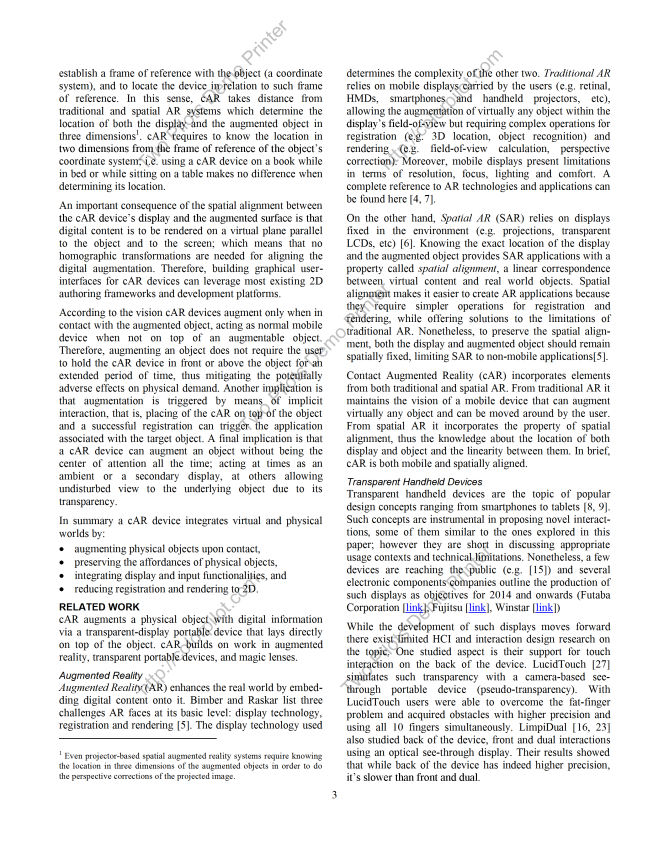 establish a frame of reference with the object (a coordinate
system), and to locate the device in relation to such frame
of reference. In this sense, cAR takes distance from
traditional and spatial AR systems which determine the
location of both the display and the augmented object in
three dimensions1. cAR requires to know the location in
two dimensions from the frame of reference of the object's
coordinate system; i.e. using a cAR device on a book while
in bed or while sitting on a table makes no difference when
determining its location.
An important consequence of the spatial alignment between
the cAR device's display and the augmented surface is that
digital content is to be rendered on a virtual plane parallel
to the object and to the screen; which means that no
homographic transformations are needed for aligning the
digital augmentation. Therefore, building graphical user-
interfaces for cAR devices can leverage most existing 2D
authoring frameworks and development platforms.
According to the vision cAR devices augment only when in
contact with the augmented object, acting as normal mobile
device when not on top of an augmentable object.
Therefore, augmenting an object does not require the user
to hold the cAR device in front or above the object for an
extended period of time, thus mitigating the potentially
adverse effects on physical demand. Another implication is
that augmentation is triggered by means of implicit
interaction, that is, placing of the cAR on top of the object
and a successful registration can trigger the application
associated with the target object. A final implication is that
a cAR device can augment an object without being the
center of attention all the time; acting at times as an
ambient or a secondary display, at others allowing
undisturbed view to the underlying object due to its
transparency.
In summary a cAR device integrates virtual and physical
worlds by:
• augmenting physical objects upon contact,
• preserving the affordances of physical objects,
• integrating display and input functionalities, and
• reducing registration and rendering to 2D.
RELATED WORK
cAR augments a physical object with digital information
via a transparent-display portable device that lays directly
on top of the object. cAR builds on work in augmented
reality, transparent portable devices, and magic lenses.
Augmented Reality
Augmented Reality (AR) enhances the real world by embed-
ding digital content onto it. Bimber and Raskar list three
challenges AR faces at its basic level: display technology,
registration and rendering [5]. The display technology used
1 Even projector-based spatial augmented reality systems require knowing
the location in three dimensions of the augmented objects in order to do
the perspective corrections of the projected image.
determines the complexity of the other two. Traditional AR
relies on mobile displays carried by the users (e.g. retinal,
HMDs, smartphones and handheld projectors, etc),
allowing the augmentation of virtually any object within the
display's field-of-view but requiring complex operations for
registration (e.g. 3D location, object recognition) and
rendering (e.g. field-of-view calculation, perspective
correction). Moreover, mobile displays present limitations
in terms of resolution, focus, lighting and comfort. A
complete reference to AR technologies and applications can
be found here [4, 7].
On the other hand, Spatial AR (SAR) relies on displays
fixed in the environment (e.g. projections, transparent
LCDs, etc) [6]. Knowing the exact location of the display
and the augmented object provides SAR applications with a
property called spatial alignment, a linear correspondence
between virtual content and real world objects. Spatial
alignment makes it easier to create AR applications because
they require simpler operations for registration and
rendering, while offering solutions to the limitations of
traditional AR. Nonetheless, to preserve the spatial align-
ment, both the display and augmented object should remain
spatially fixed, limiting SAR to non-mobile applications[5].
Contact Augmented Reality (cAR) incorporates elements
from both traditional and spatial AR. From traditional AR it
maintains the vision of a mobile device that can augment
virtually any object and can be moved around by the user.
From spatial AR it incorporates the property of spatial
alignment, thus the knowledge about the location of both
display and object and the linearity between them. In brief,
cAR is both mobile and spatially aligned.
Transparent Handheld Devices
Transparent handheld devices are the topic of popular
design concepts ranging from smartphones to tablets [8, 9].
Such concepts are instrumental in proposing novel interact-
tions, some of them similar to the ones explored in this
paper; however they are short in discussing appropriate
usage contexts and technical limitations. Nonetheless, a few
devices are reaching the public (e.g. [15]) and several
electronic components companies outline the production of
such displays as objectives for 2014 and onwards (Futaba
Corporation [link], Fujitsu [link], Winstar [link])
While the development of such displays moves forward
there exist limited HCI and interaction design research on
the topic. One studied aspect is their support for touch
interaction on the back of the device. LucidTouch [27]
simulates such transparency with a camera-based see-
through portable device (pseudo-transparency). With
LucidTouch users were able to overcome the fat-finger
problem and acquired obstacles with higher precision and
using all 10 fingers simultaneously. LimpiDual [16, 23]
also studied back of the device, front and dual interactions
using an optical see-through display. Their results showed
that while back of the device has indeed higher precision,
it's slower than front and dual.
3